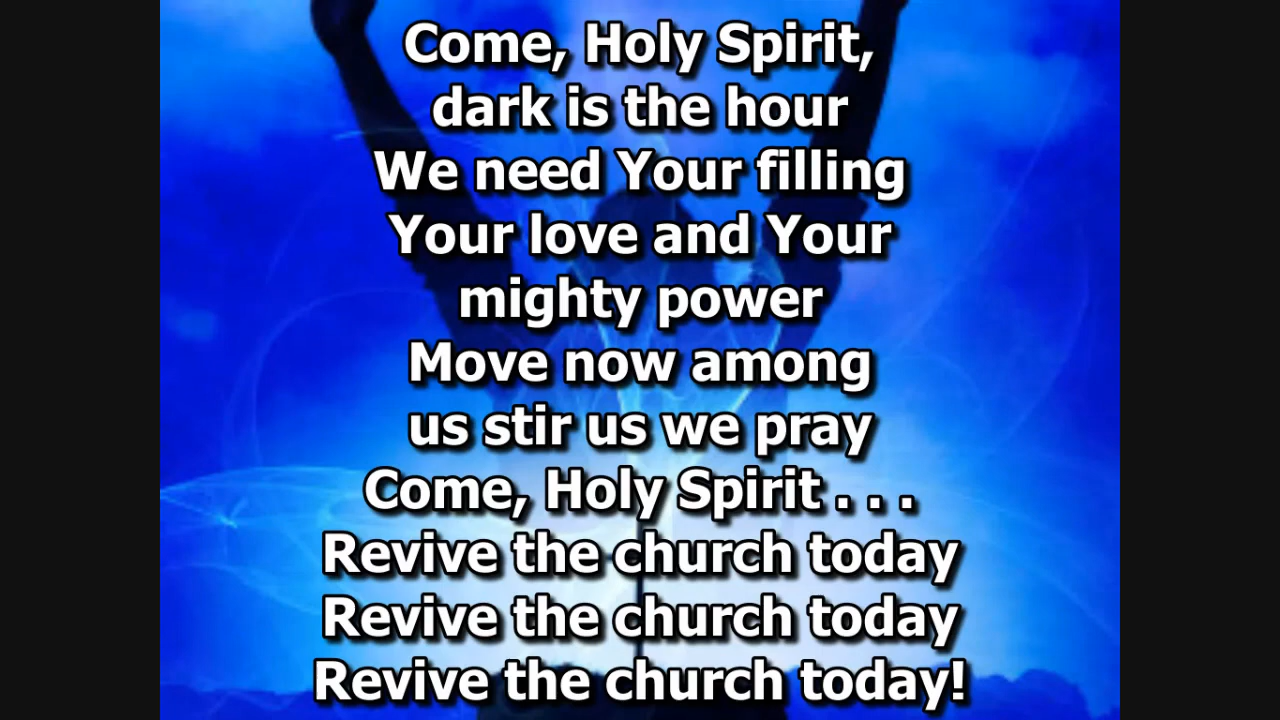 Come, Holy Spirit,
dark is the hour
We need Your filling
Your love and Your
mighty power
Move now among
us stir us we pray
Come, Holy Spirit . . .
Revive the church today
Revive the church today
Revive the church today!